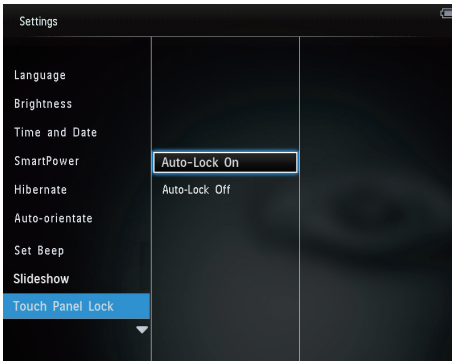 Settings
Language
Brightness
Time and Date
SmartPower
Auto-Lock On
Hibernate
Auto-Lock Off
Auto-orientate
Set Beep
Slideshow
Touch Panel Lock